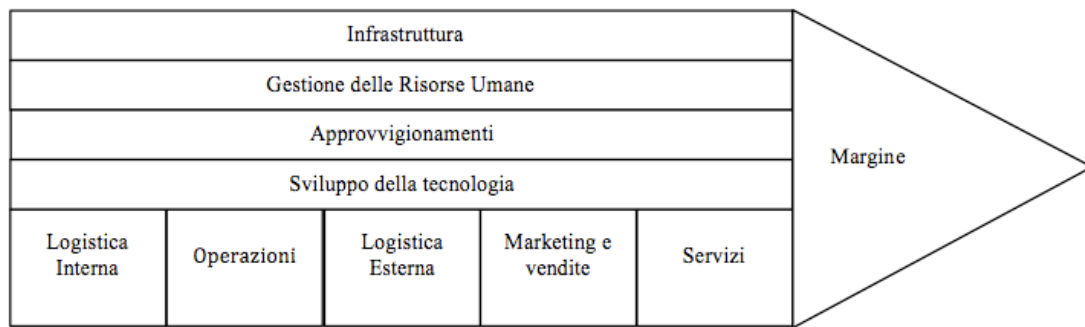 Infrastruttura
Gestione delle Risorse Umane
Approvvigionamenti
Sviluppo della tecnologia
Margine
Logistica
Interna
Operazioni
Logistica
Esterna
Marketing e
vendite
Servizi